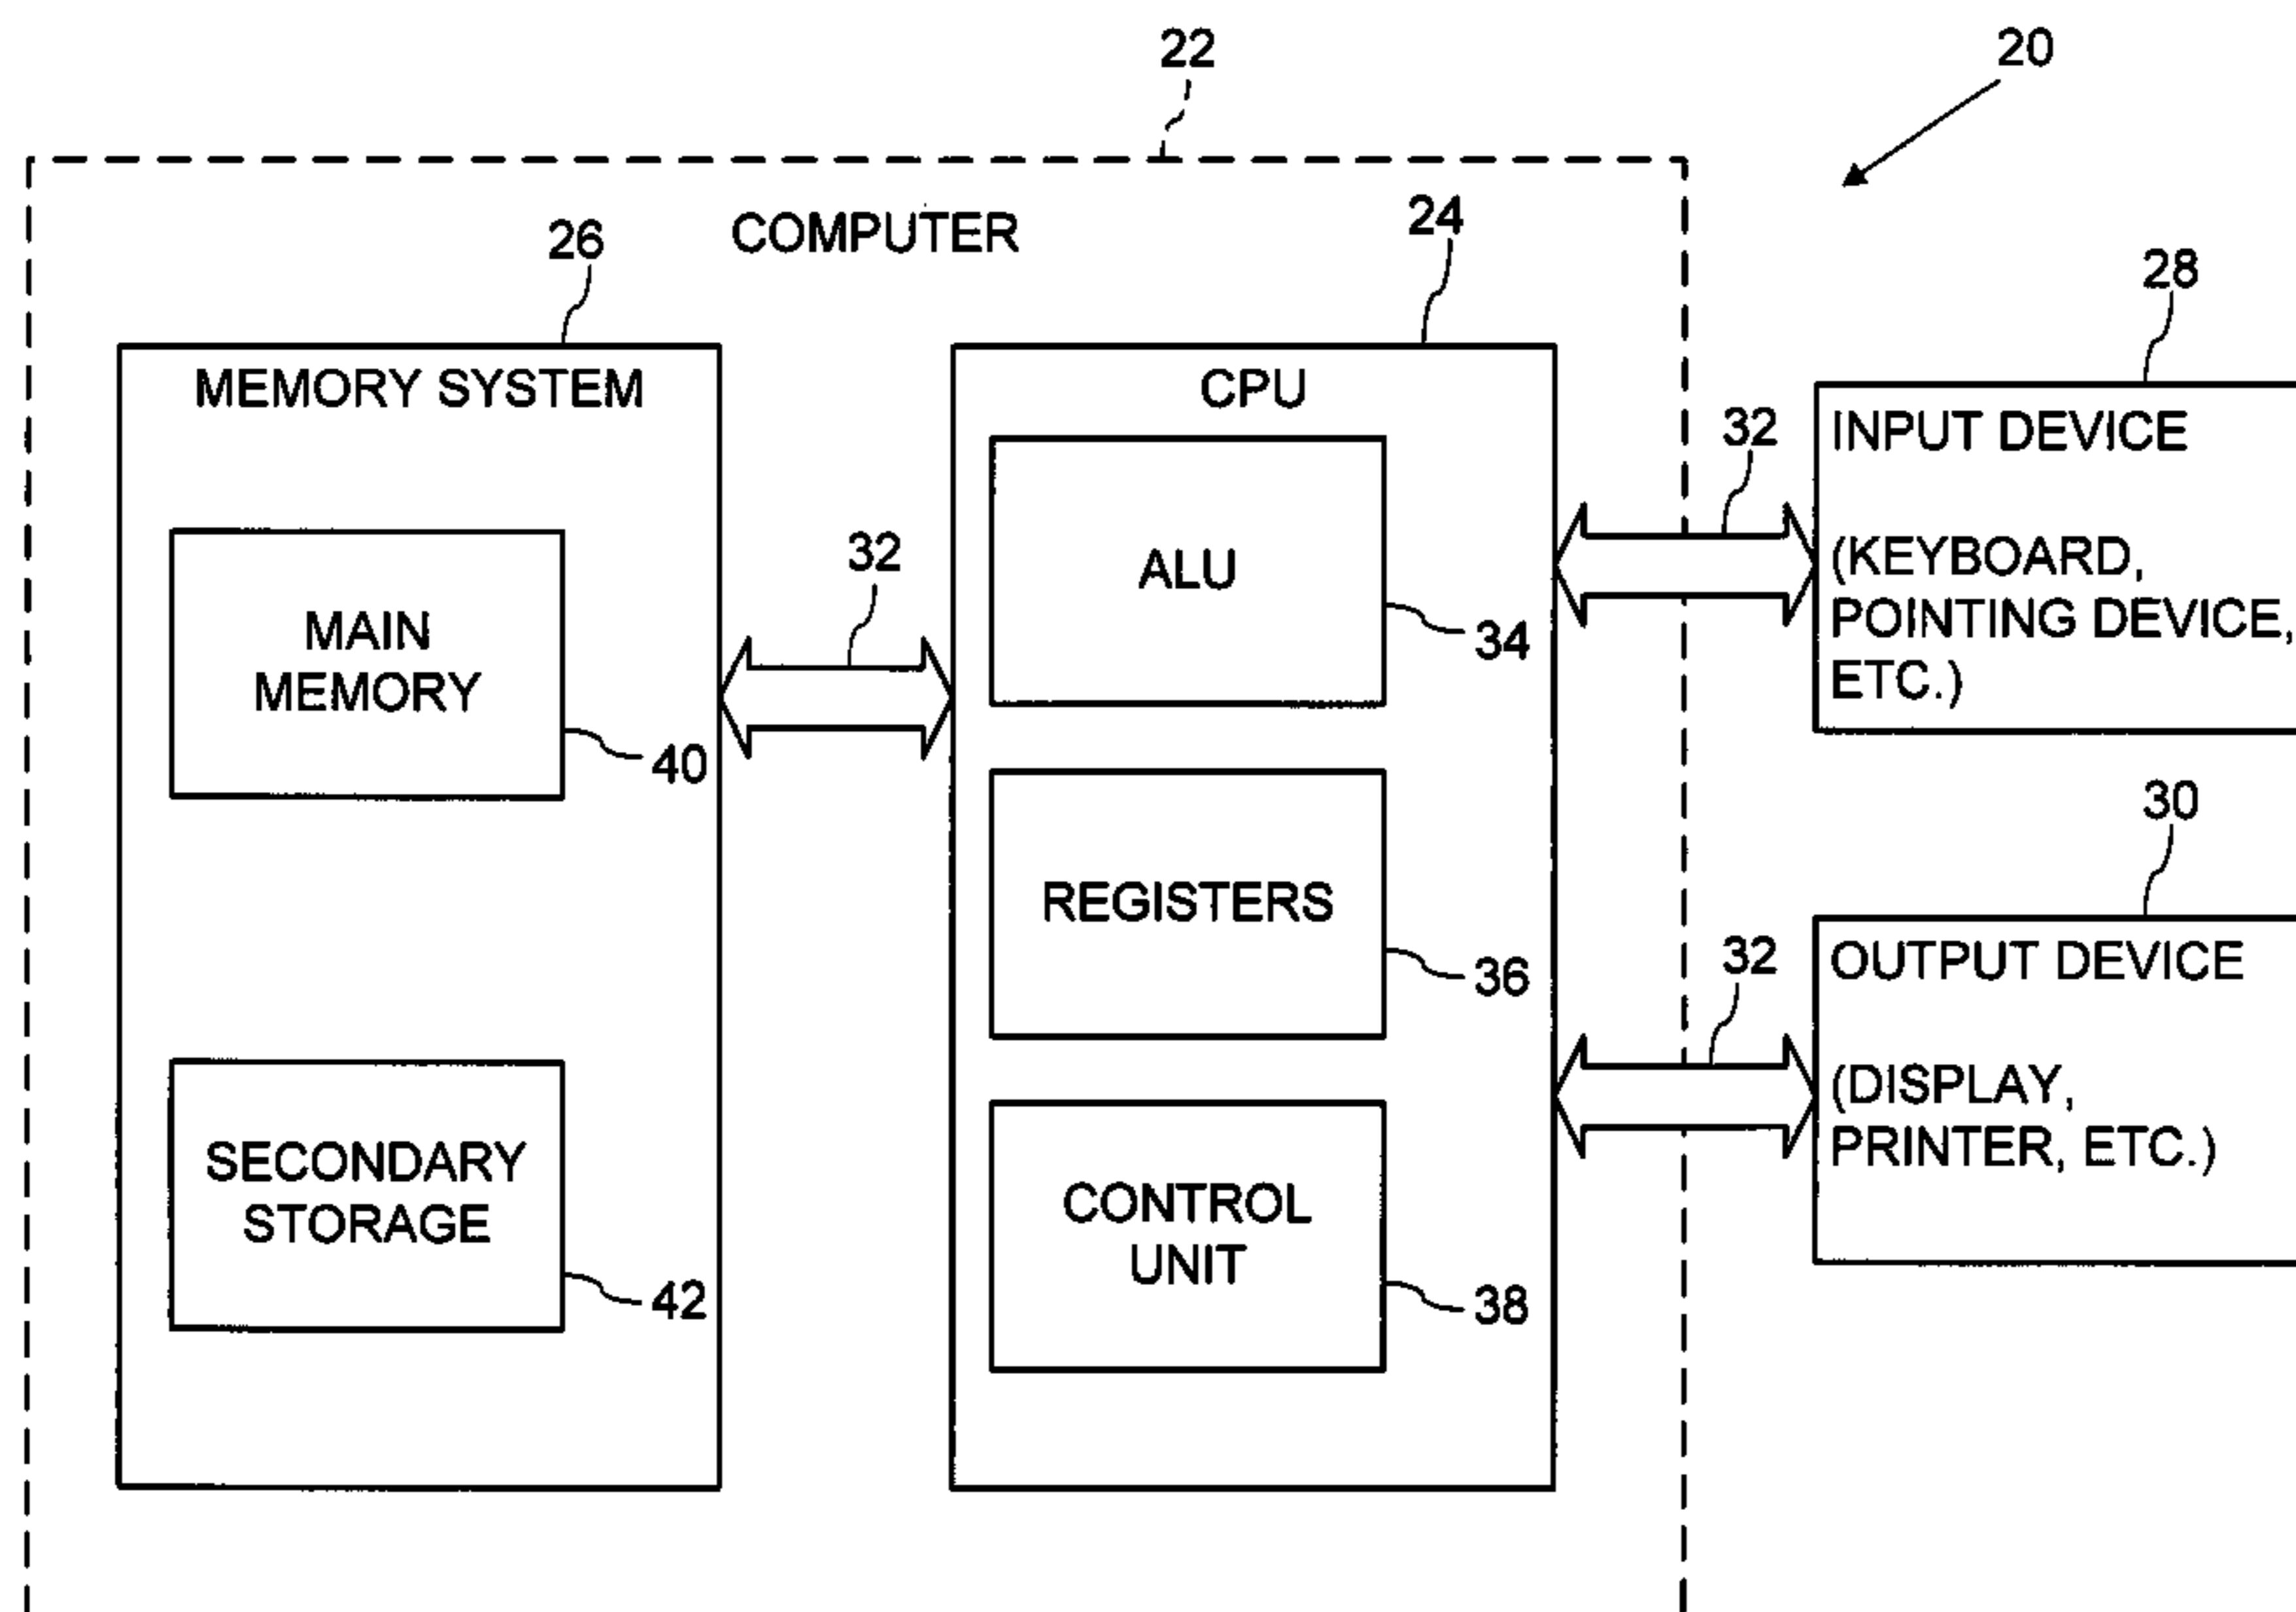 22
20
COMPUTER
24
26
28
MEMORY SYSTEM
CPU
INPUT DEVICE
32
(KEYBOARD,
POINTING DEVICE,
ETC.)
32
ALU
34
MAIN
MEMORY
40
30
REGISTERS
36
OUTPUT DEVICE
32
(DISPLAY,
PRINTER, ETC.)
SECONDARY
STORAGE
42
CONTROL
UNIT
38